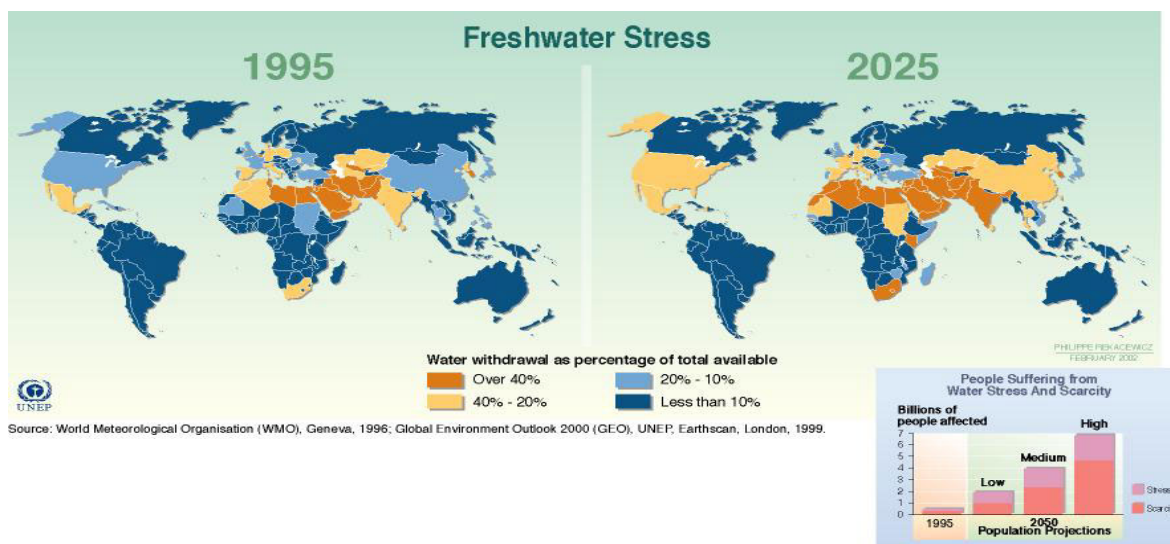 Freshwater Stress
1995
2025
Water withdrawal as percentage of total available
Over 40%
20% - 10%
40% - 20%
Less than 10%
PHILIPPE REKACEWICZ
FEBRUARY 2002
UNEP
Source: World Meteorological Organisation (WMO), Geneva, 1996; Global Environment Outlook 2000 (GEO), UNEP, Earthscan, London, 1999.
People Suffering from
Water Stress And Scarcity
Billions of
people affected
High
Medium
Low
7
6
5
4
3
2
1
0
Stress
Scarci
1995
2050
Population Projections